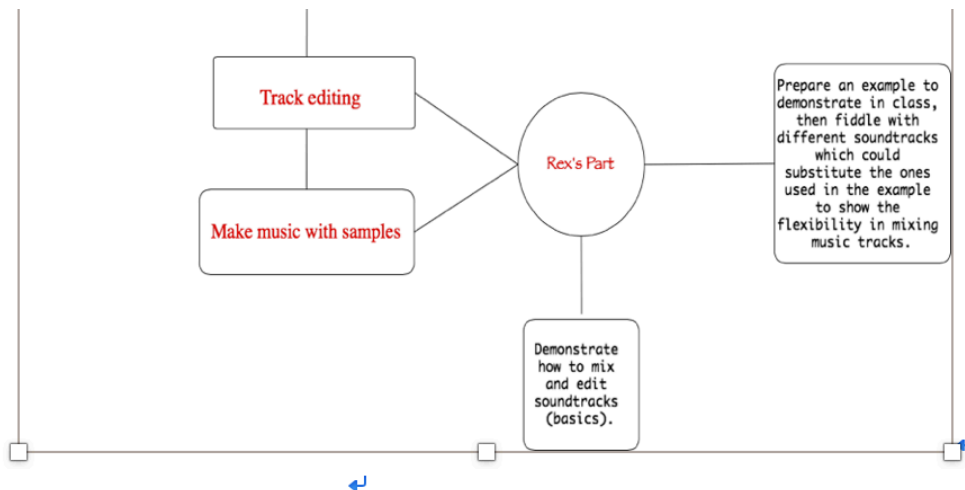 Track editing
Make music with samples
Rex's Part
Prepare an example to
demonstrate in class,
then fiddle with
different soundtracks
which could
substitute the ones
used in the example
to show the
flexibility in mixing
music tracks.
Demonstrate
how to mix
and edit
soundtracks
(basics).